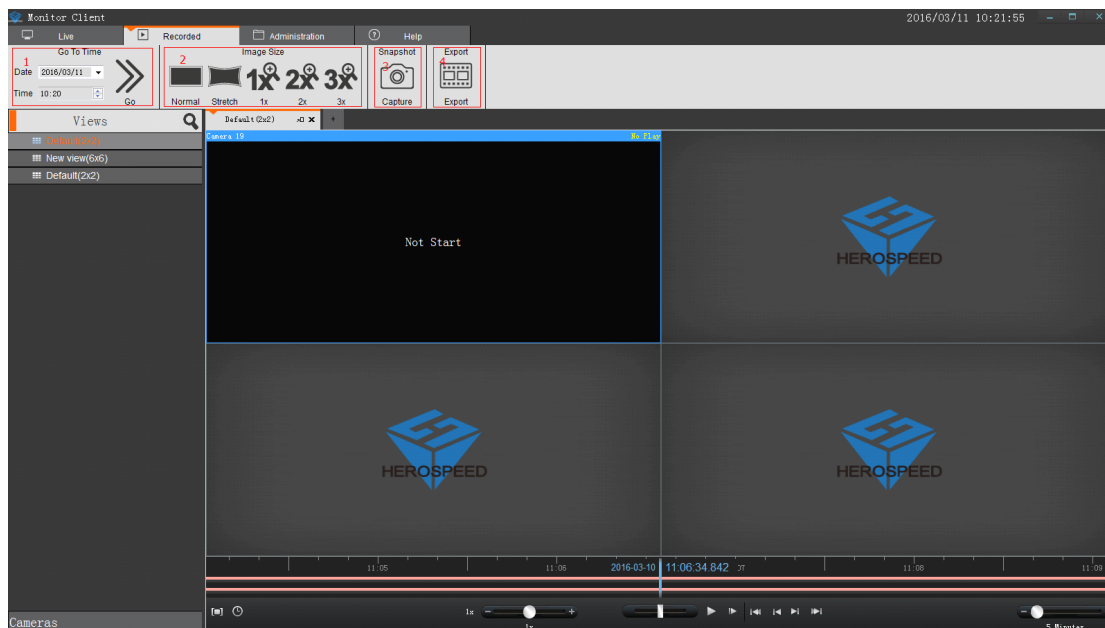 Monitor Client
2016/03/11 10:21:55
Live
Recorded
Administration
Help
Go To Time
Image Size
Snapshot
Export
1
2
3
4
Date 2016/03/11
Time 10:20
Go
1X 2X 3X
Normal Stretch 1x 2x 3x
Capture
Export
Views
Default(2x2)
+
New view(6x6)
Default(2x2)
Camera 19
No Play
Not Start
HEROSPEED
HEROSPEED
HEROSPEED
11:05
11:06
2016-03-10 11:06:34.842
11:08
11:09
1x
1x
5 Minutes
Cameras